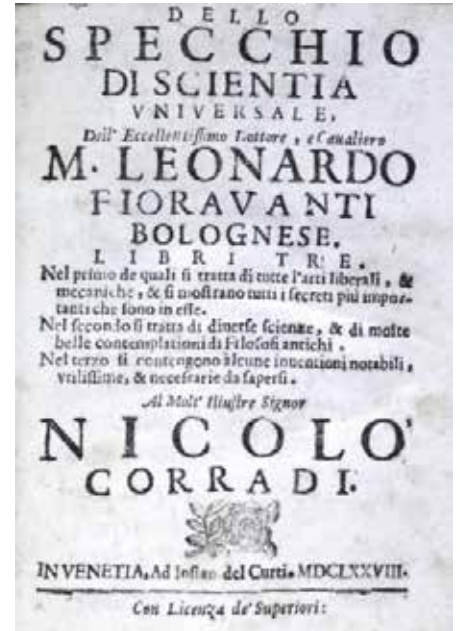 DELLO
SPECCHIO
DI SCIENTIA
VNIVERSALE,
Dell' Eccellentissimo Dottore, e Caualiero
M. LEONARDO
FIORAVANTI
BOLOGNESE.
LIBRI TRE.
Nel primo de quali si tratta di tutte l'arti liberali, &
mecaniche, & si mostrano tutti i secreti più impor-
tanti che sono in esse.
Nel secondo si tratta di diuerse scienze, & di molte
belle contemplationi di Filosofi antichi.
Nel terzo si contengono alcune inuentioni notabili,
vtilissime, & necessarie da sapersi.
Al Molt' Illustre Signor
NICOLO'
CORRADI.
IN VENETIA, Ad Instan del Curti. MDCLXXVIII.
Con Licenza de' Superiori: